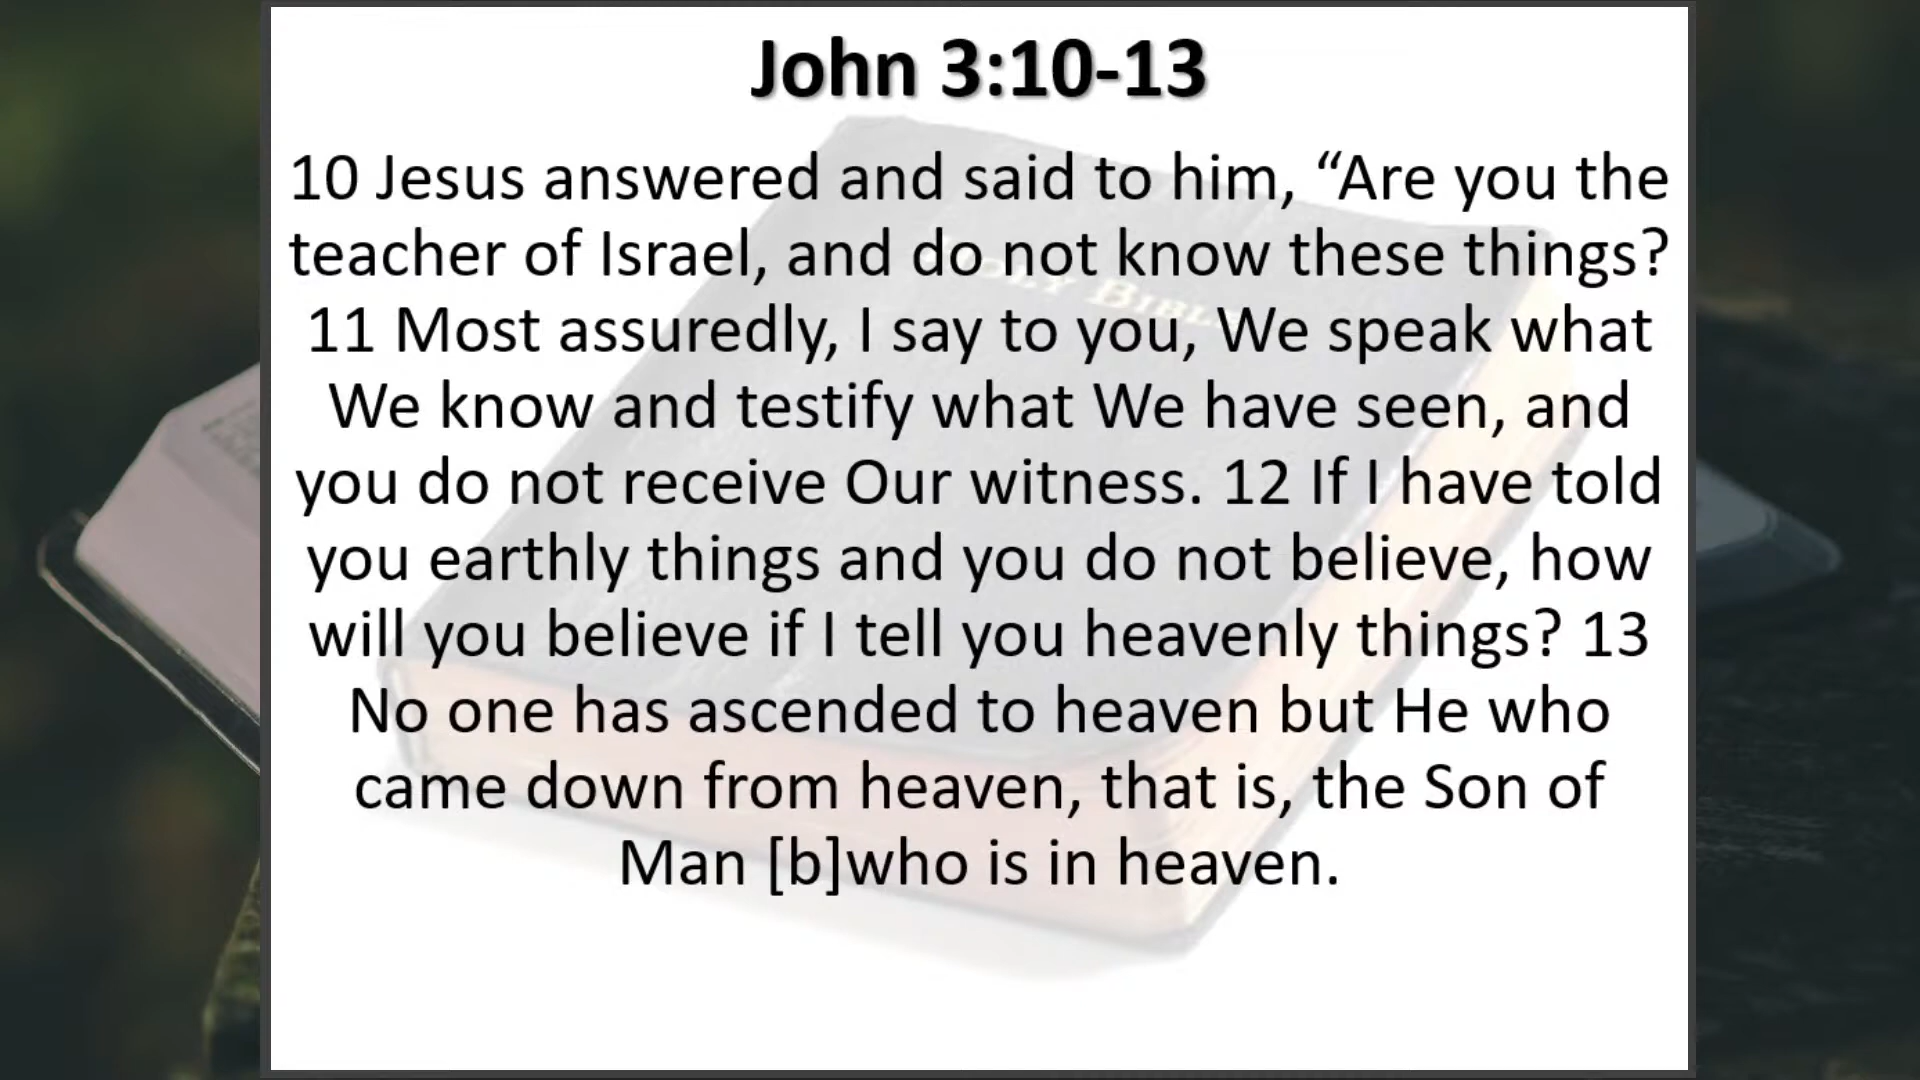 John 3:10-13
10 Jesus answered and said to him, “Are you the
teacher of Israel, and do not know these things?
11 Most assuredly, I say to you, We speak what
We know and testify what We have seen, and
you do not receive Our witness. 12 If I have told
you earthly things and you do not believe, how
will you believe if I tell you heavenly things? 13
No one has ascended to heaven but He who
came down from heaven, that is, the Son of
Man [b]who is in heaven.
HOLY BIBLE